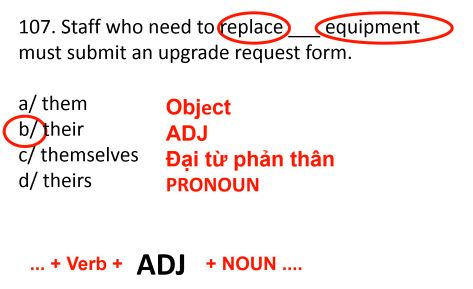 107. Staff who need to replace ___ equipment
must submit an upgrade request form.
a/ them Object
b/ their ADJ
c/ themselves Đại từ phản thân
d/ theirs PRONOUN
... + Verb + ADJ + NOUN ....